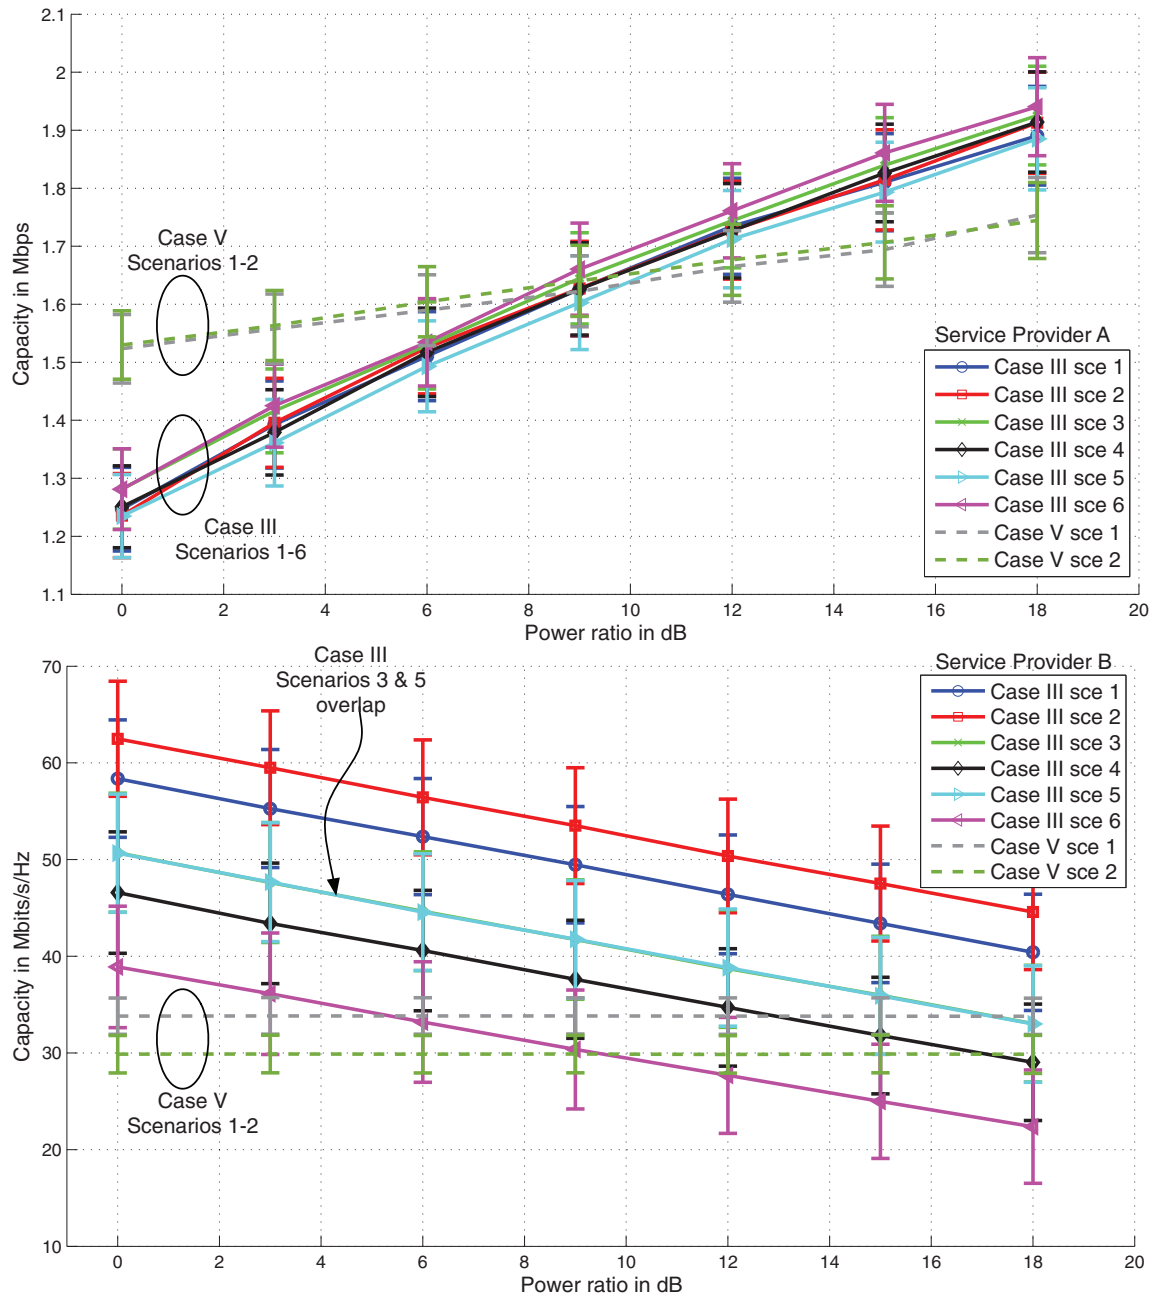 2.1
2
1.9
1.8
1.7
1.6
1.5
1.4
1.3
1.2
1.1
Capacity in Mbps
Case V
Scenarios 1-2
Case III
Scenarios 1-6
Service Provider A
Case III sce 1
Case III sce 2
Case III sce 3
Case III sce 4
Case III sce 5
Case III sce 6
Case V sce 1
Case V sce 2
0 2 4 6 8 10 12 14 16 18 20
Power ratio in dB
70
60
50
40
30
20
10
Capacity in Mbits/s/Hz
Case III
Scenarios 3 & 5
overlap
Service Provider B
Case III sce 1
Case III sce 2
Case III sce 3
Case III sce 4
Case III sce 5
Case III sce 6
Case V sce 1
Case V sce 2
Case V
Scenarios 1-2
0 2 4 6 8 10 12 14 16 18 20
Power ratio in dB